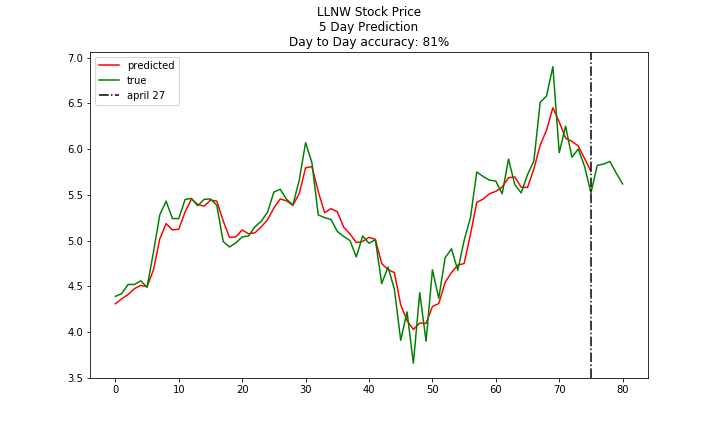 LLNW Stock Price
5 Day Prediction
Day to Day accuracy: 81%
predicted
true
april 27
7.0
6.5
6.0
5.5
5.0
4.5
4.0
3.5
0 10 20 30 40 50 60 70 80